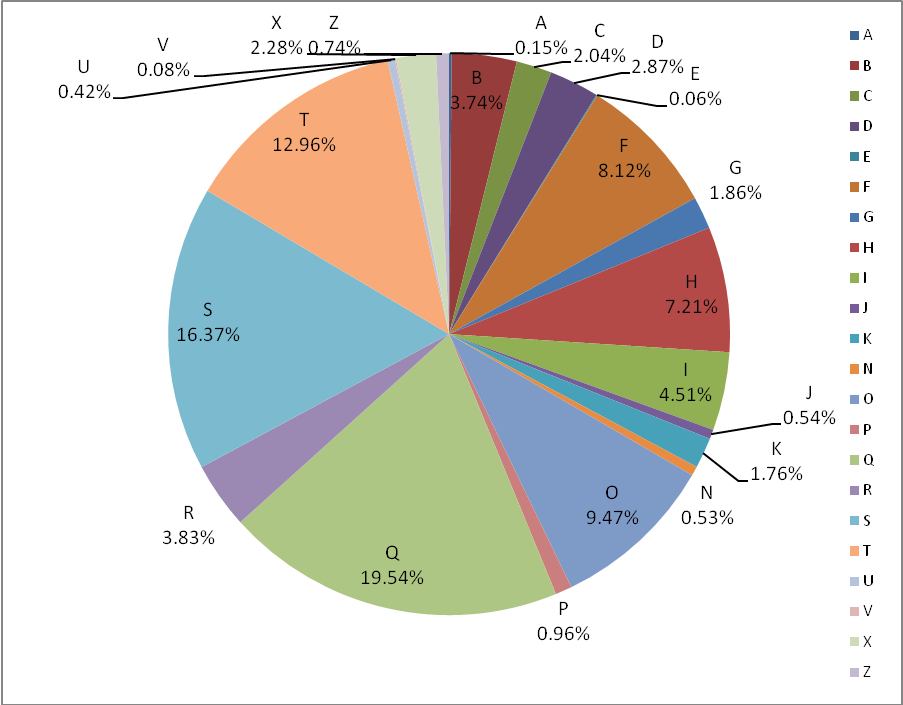 X
2.28%
Z
0.74%
A
0.15%
C
2.04%
D
2.87%
E
0.06%
V
0.08%
U
0.42%
B
3.74%
T
12.96%
F
8.12%
G
1.86%
H
7.21%
S
16.37%
I
4.51%
J
0.54%
K
1.76%
N
0.53%
O
9.47%
R
3.83%
Q
19.54%
P
0.96%
A
B
C
D
E
F
G
H
I
J
K
N
O
P
Q
R
S
T
U
V
X
Z